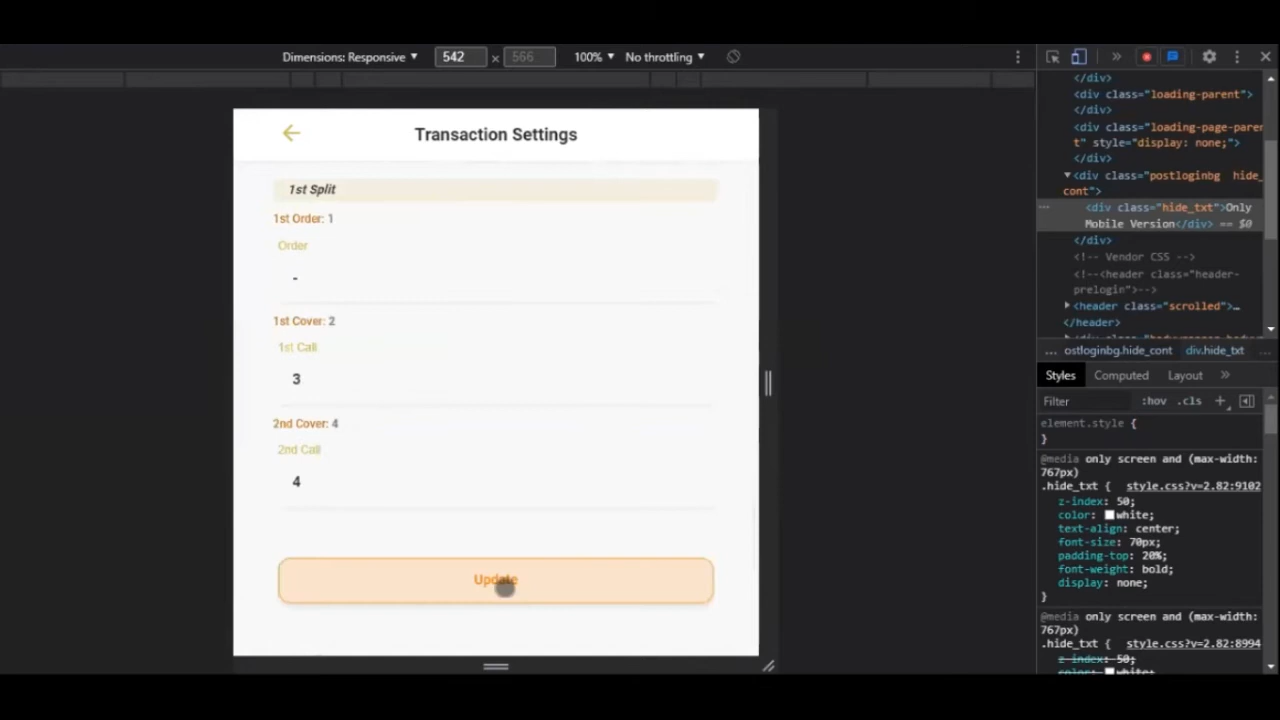 Dimensions: Responsive ▼ 542 × 566 100% ▼ No throttling ▼
Transaction Settings
1st Split
1st Order: 1
Order
-
1st Cover: 2
1st Call
3
2nd Cover: 4
2nd Call
4
Update
</div>
<div class="loading-parent">
</div>
<div class="loading-page-paren
t" style="display: none;">
</div>
▼<div class="postloginbg hide_
cont">
… <div class="hide_txt">Only
Mobile Version</div> == $0
</div>
<!-- Vendor CSS -->
<!--<header class="header-
prelogin">-->
▶<header class="scrolled">…
</header>
… ostloginbg.hide_cont div.hide_txt …
Styles Computed Layout »
Filter :hov .cls +
element.style {
}
@media only screen and (max-width:
767px)
.hide_txt { style.css?v=2.82:9102
z-index: 50;
color: white;
text-align: center;
font-size: 70px;
padding-top: 20%;
font-weight: bold;
display: none;
}
@media only screen and (max-width:
767px)
.hide_txt { style.css?v=2.82:8994
z-index: 50;